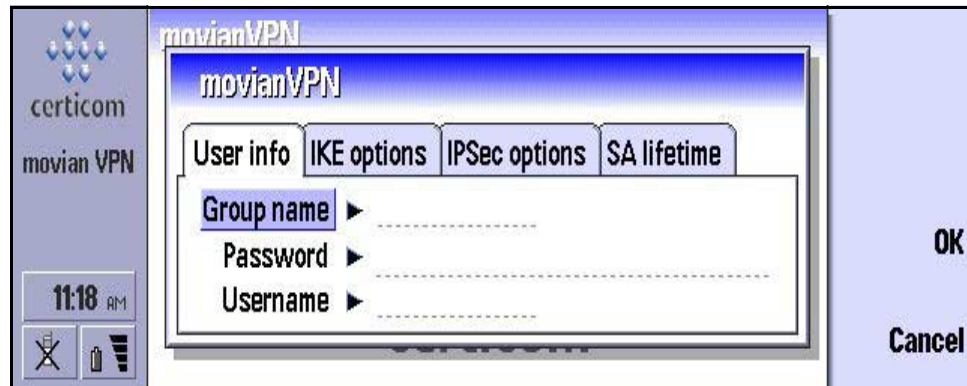 certicom
movian VPN
11:18 AM
movianVPN
movianVPN
User info IKE options IPSec options SA lifetime
Group name
Password
Username
OK
Cancel